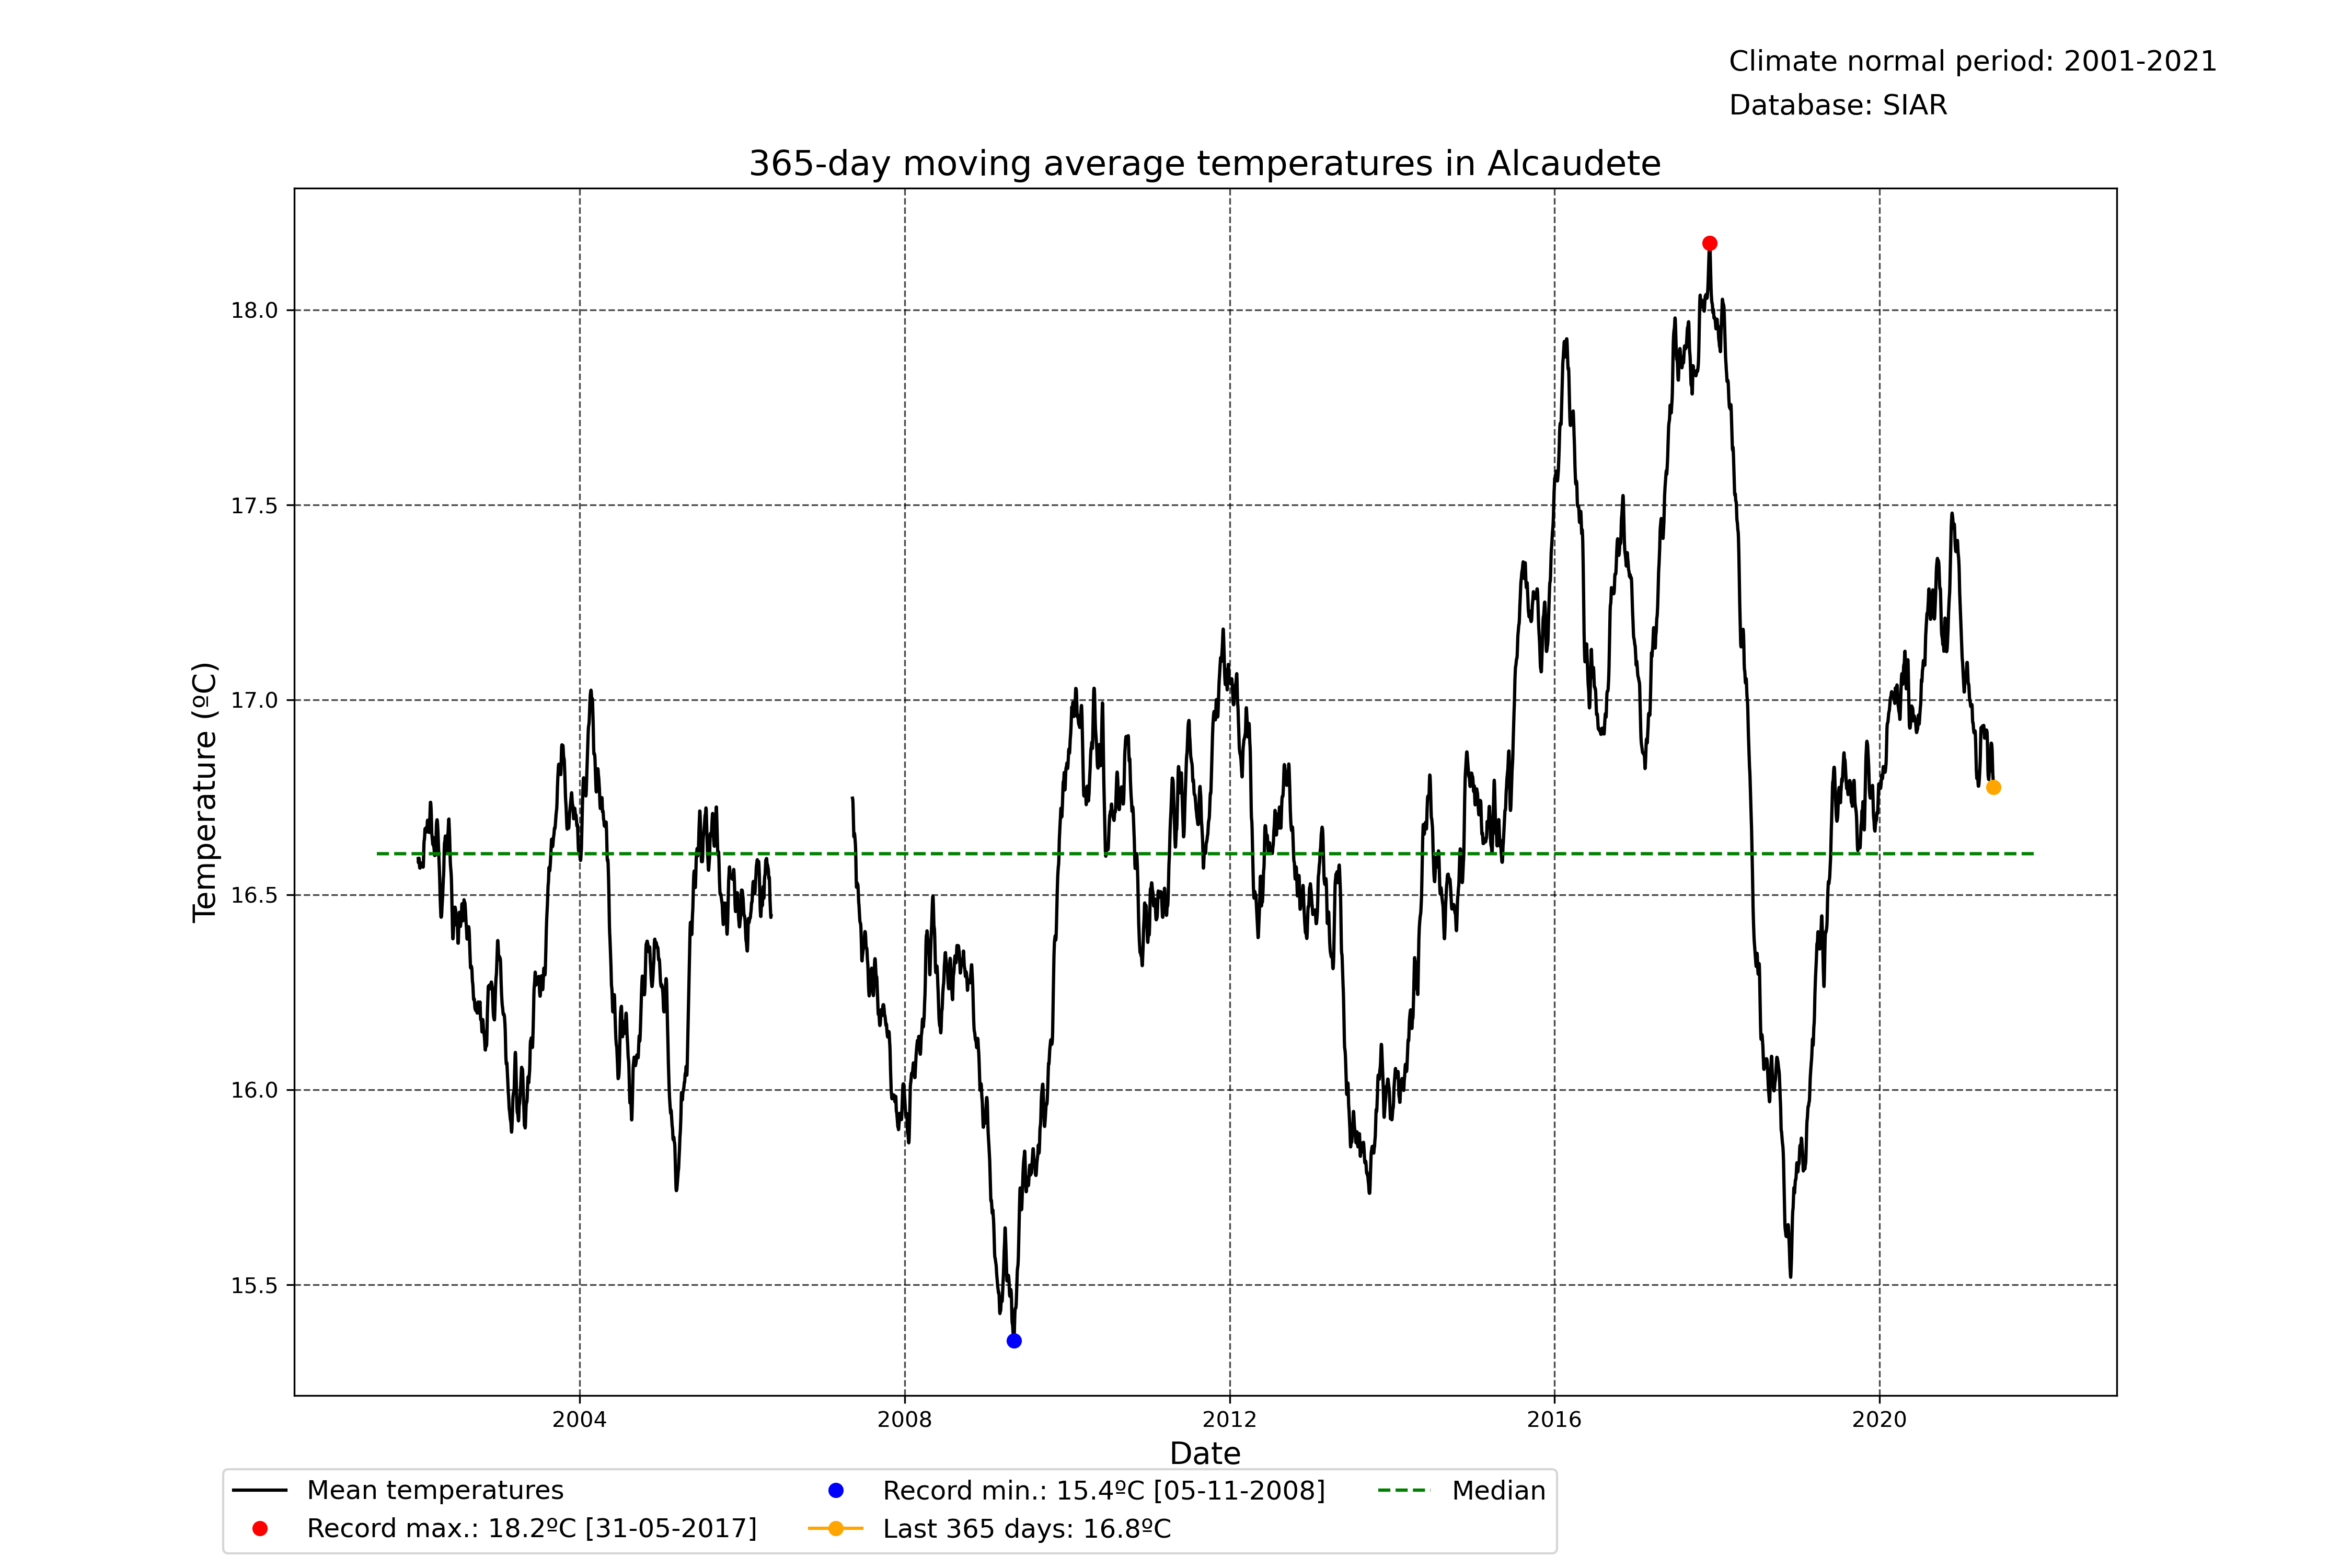 Climate normal period: 2001-2021
Database: SIAR
365-day moving average temperatures in Alcaudete
Temperature (ºC)
18.0
17.5
17.0
16.5
16.0
15.5
2004 2008 2012 2016 2020
Date
Mean temperatures
Record max.: 18.2ºC [31-05-2017]
Record min.: 15.4ºC [05-11-2008]
Last 365 days: 16.8ºC
Median